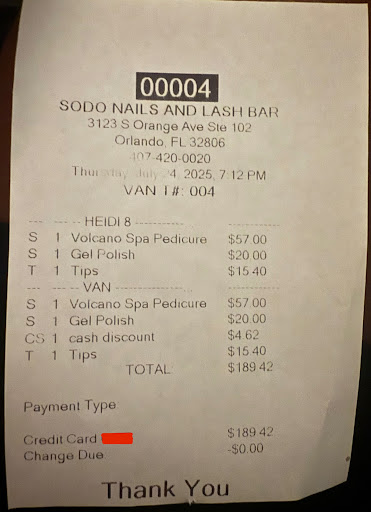 00004
SODO NAILS AND LASH BAR
3123 S Orange Ave Ste 102
Orlando, FL 32806
407-420-0020
Thursday, July 24, 2025, 7:12 PM
VAN T#: 004
--- --- -- HEIDI 8 ------------------- -----------
S 1 Volcano Spa Pedicure $57.00
S 1 Gel Polish $20.00
T 1 Tips $15.40
--- --- -- VAN ------------------- -----------
S 1 Volcano Spa Pedicure $57.00
S 1 Gel Polish $20.00
CS 1 cash discount $4.62
T 1 Tips $15.40
TOTAL $189.42
Payment Type
Credit Card $189.42
Change Due -$0.00
Thank You